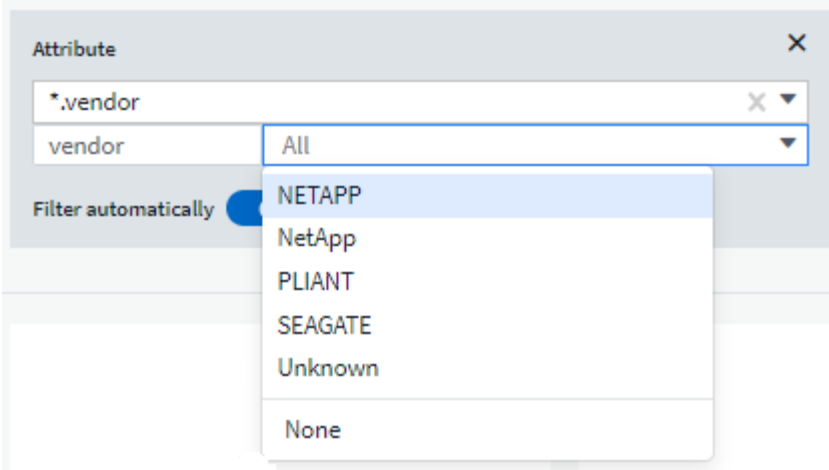 Attribute
*.vendor
vendor All
Filter automatically
NETAPP
NetApp
PLIANT
SEAGATE
Unknown
None